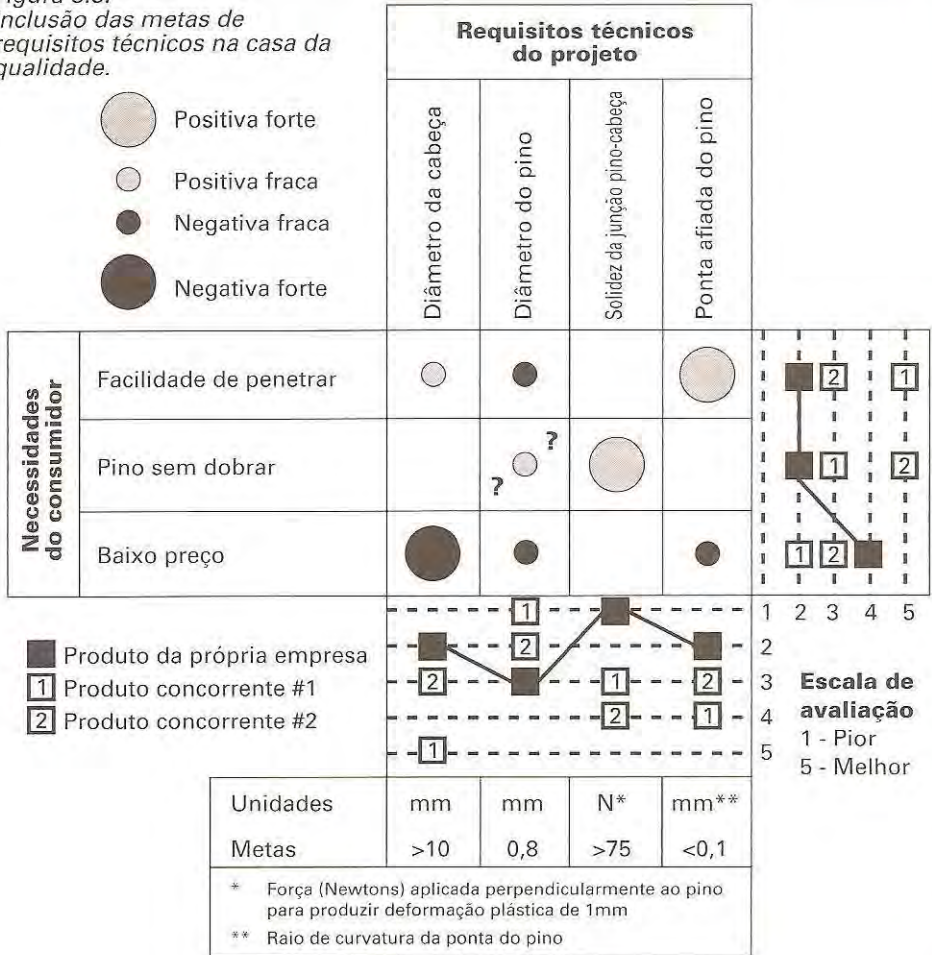 nclusão das metas de
requisitos técnicos na casa da
qualidade.
Positiva forte
Positiva fraca
Negativa fraca
Negativa forte
Requisitos técnicos
do projeto
Diâmetro da cabeça
Diâmetro do pino
Solidez da junção pino-cabeça
Ponta afiada do pino
Necessidades
do consumidor
Facilidade de penetrar
2 1
Pino sem dobrar
? ?
1 2
Baixo preço
1 2
1 2 3 4 5
1 1
2 2
2 1 2 3
2 1 4
1 5
Produto da própria empresa
1 Produto concorrente #1
2 Produto concorrente #2
Escala de
avaliação
1 - Pior
5 - Melhor
Unidades mm mm N* mm**
Metas >10 0,8 >75 <0,1
* Força (Newtons) aplicada perpendicularmente ao pino
para produzir deformação plástica de 1mm
** Raio de curvatura da ponta do pino